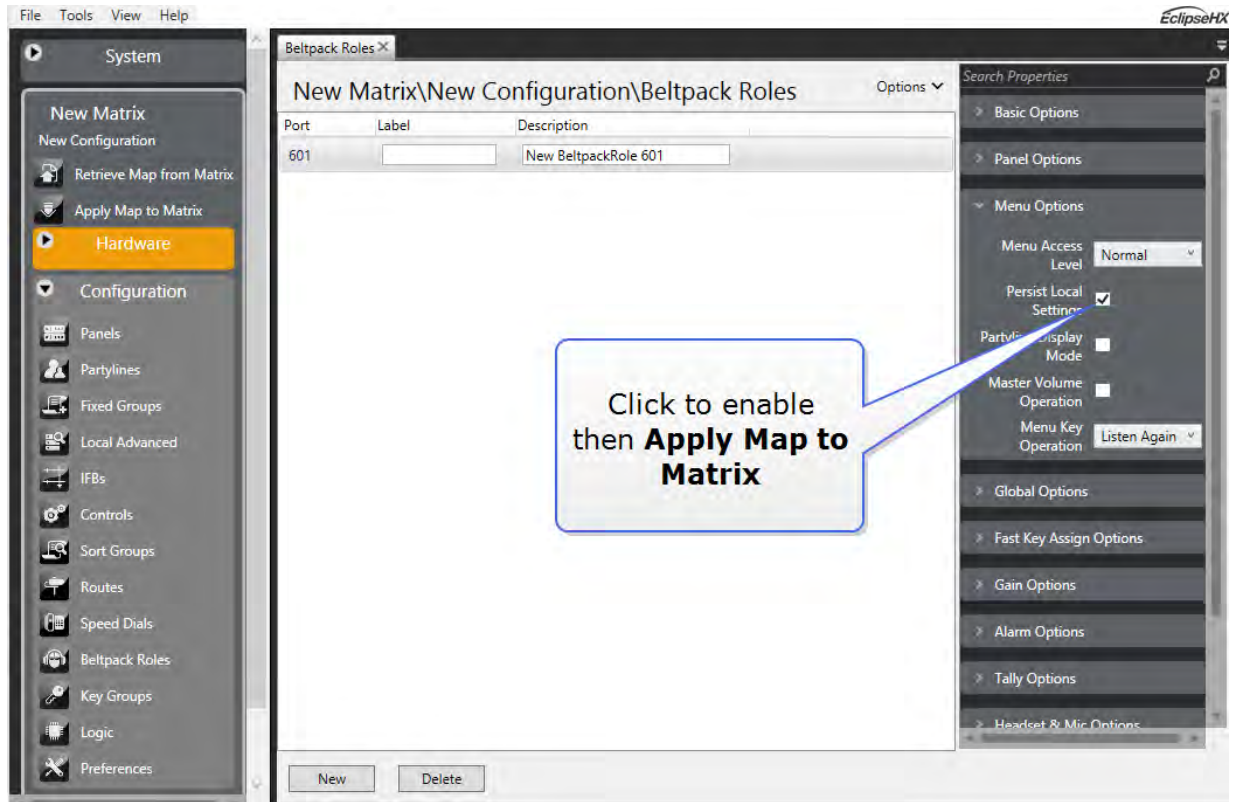 File Tools View Help
EclipseHX
System
New Matrix
New Configuration
Retrieve Map from Matrix
Apply Map to Matrix
Hardware
Configuration
Panels
Partylines
Fixed Groups
Local Advanced
IFBs
Controls
Sort Groups
Routes
Speed Dials
Beltpack Roles
Key Groups
Logic
Preferences
Beltpack Roles
New Matrix\New Configuration\Beltpack Roles
Options
Port Label Description
601 New BeltpackRole 601
Click to enable
then Apply Map to
Matrix
New Delete
Search Properties
Basic Options
Panel Options
Menu Options
Menu Access
Level
Normal
Persist Local
Settings
Partyline Display
Mode
Master Volume
Operation
Menu Key
Operation
Listen Again
Global Options
Fast Key Assign Options
Gain Options
Alarm Options
Tally Options
Headset & Mic Options